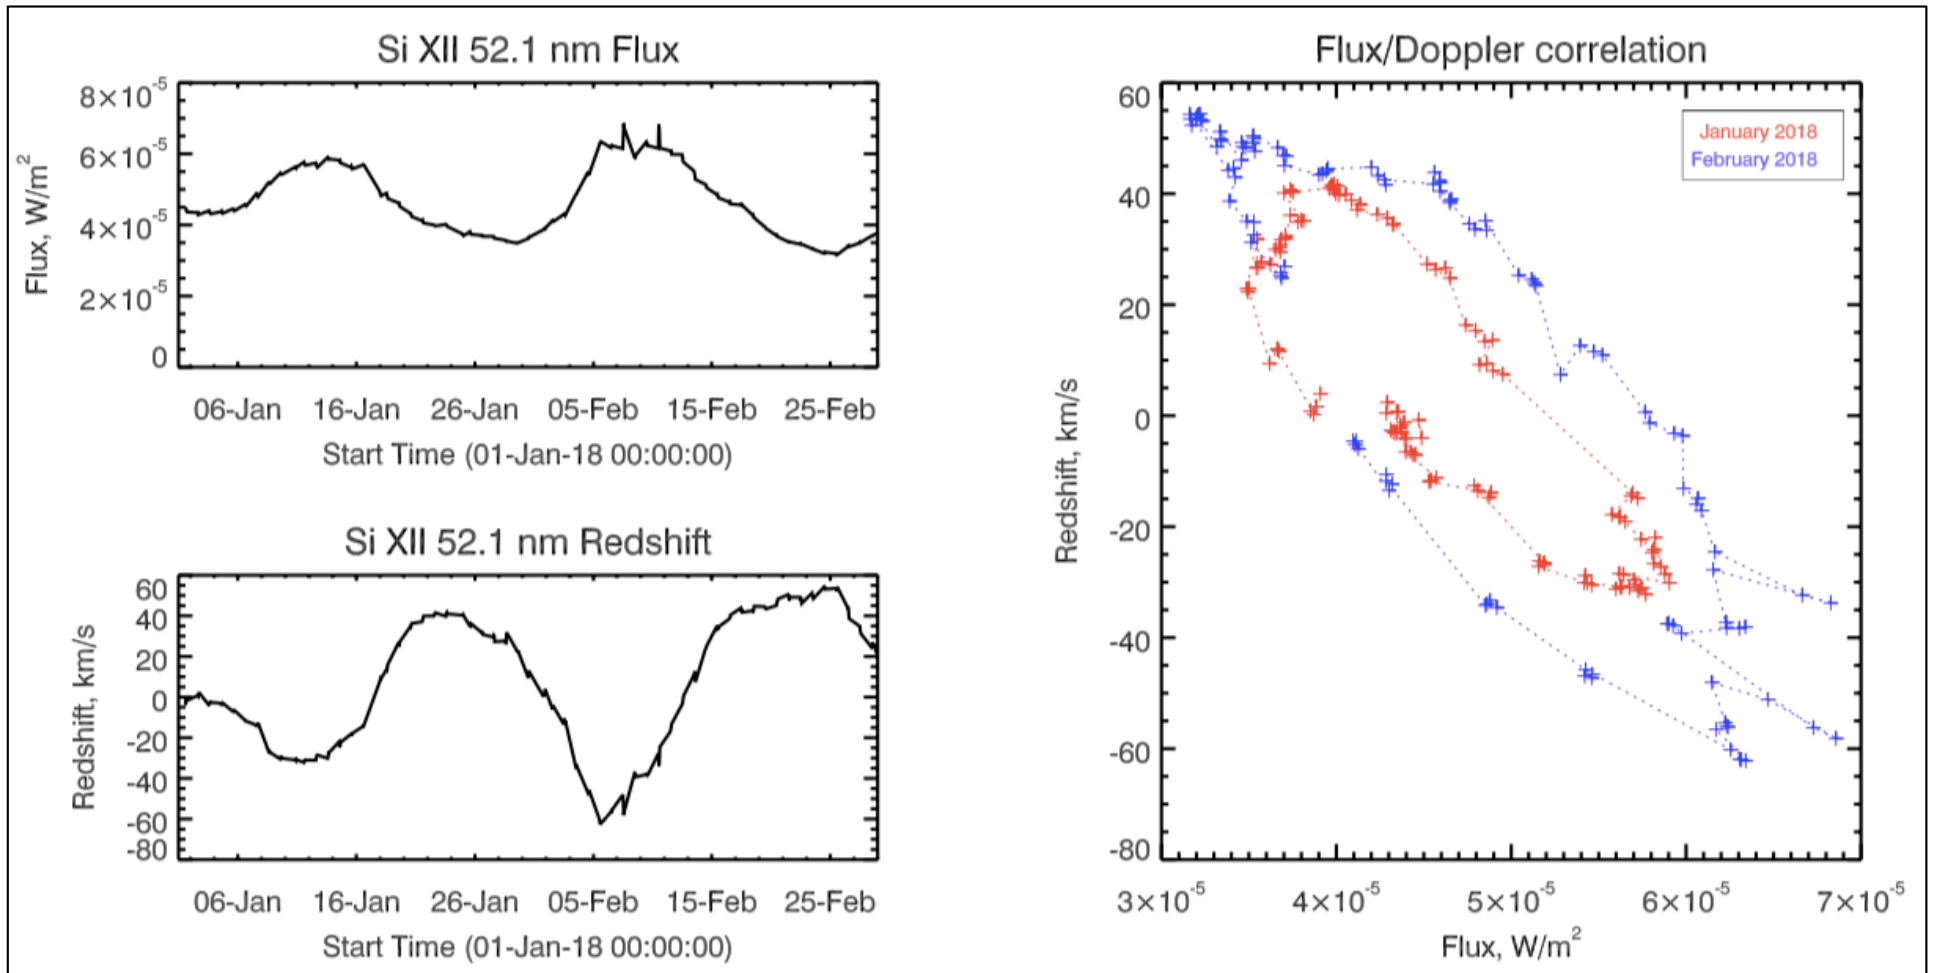 Si XII 52.1 nm Flux
8×10⁻⁵
6×10⁻⁵
4×10⁻⁵
2×10⁻⁵
0
Flux, W/m²
06-Jan 16-Jan 26-Jan 05-Feb 15-Feb 25-Feb
Start Time (01-Jan-18 00:00:00)
Si XII 52.1 nm Redshift
60
40
20
0
-20
-40
-60
-80
Redshift, km/s
06-Jan 16-Jan 26-Jan 05-Feb 15-Feb 25-Feb
Start Time (01-Jan-18 00:00:00)
Flux/Doppler correlation
January 2018
February 2018
60
40
20
0
-20
-40
-60
-80
Redshift, km/s
3×10⁻⁵ 4×10⁻⁵ 5×10⁻⁵ 6×10⁻⁵ 7×10⁻⁵
Flux, W/m²